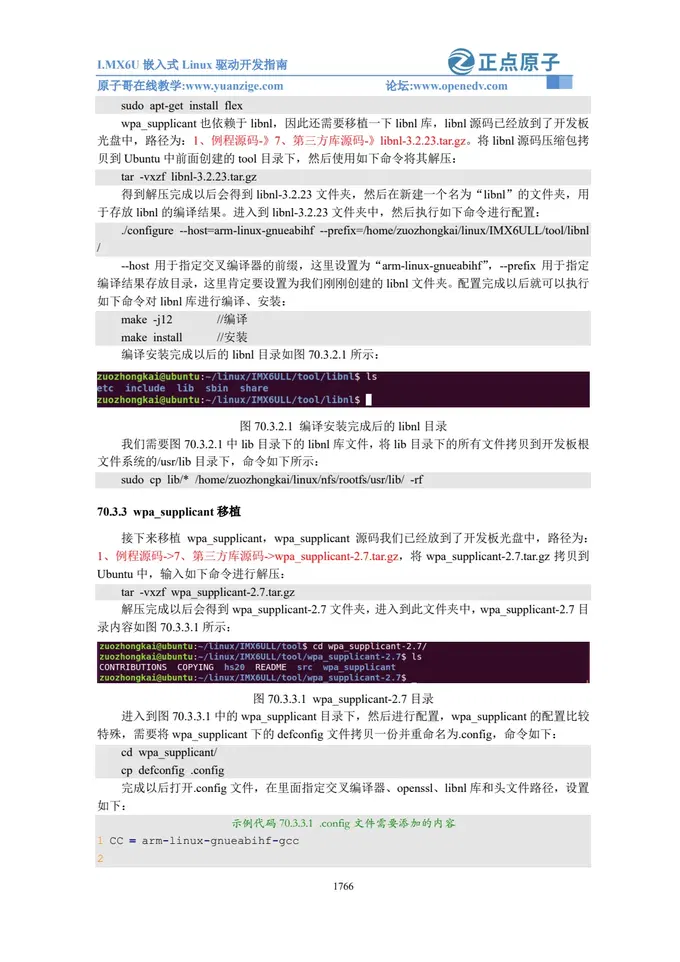 I.MX6U 嵌入式 Linux 驱动开发指南
正点原子
原子哥在线教学:www.yuanzige.com 论坛:www.openedv.com
sudo apt-get install flex
wpa_supplicant 也依赖于 libnl，因此还需要移植一下 libnl 库，libnl 源码已经放到了开发板
光盘中，路径为：1、例程源码-》7、第三方库源码-》libnl-3.2.23.tar.gz。将 libnl 源码压缩包拷
贝到 Ubuntu 中前面创建的 tool 目录下，然后使用如下命令将其解压：
tar -vxzf libnl-3.2.23.tar.gz
得到解压完成以后会得到 libnl-3.2.23 文件夹，然后在新建一个名为“libnl”的文件夹，用
于存放 libnl 的编译结果。进入到 libnl-3.2.23 文件夹中，然后执行如下命令进行配置：
./configure --host=arm-linux-gnueabihf --prefix=/home/zuozhongkai/linux/IMX6ULL/tool/libnl
/
--host 用于指定交叉编译器的前缀，这里设置为“arm-linux-gnueabihf”，--prefix 用于指定
编译结果存放目录，这里肯定要设置为我们刚刚创建的 libnl 文件夹。配置完成以后就可以执行
如下命令对 libnl 库进行编译、安装：
make -j12 //编译
make install //安装
编译安装完成以后的 libnl 目录如图 70.3.2.1 所示：
zuozhongkai@ubuntu:~/linux/IMX6ULL/tool/libnl$ ls
etc include lib sbin share
zuozhongkai@ubuntu:~/linux/IMX6ULL/tool/libnl$
图 70.3.2.1 编译安装完成后的 libnl 目录
我们需要图 70.3.2.1 中 lib 目录下的 libnl 库文件，将 lib 目录下的所有文件拷贝到开发板根
文件系统的/usr/lib 目录下，命令如下所示：
sudo cp lib/* /home/zuozhongkai/linux/nfs/rootfs/usr/lib/ -rf
70.3.3 wpa_supplicant 移植
接下来移植 wpa_supplicant，wpa_supplicant 源码我们已经放到了开发板光盘中，路径为：
1、例程源码->7、第三方库源码->wpa_supplicant-2.7.tar.gz，将 wpa_supplicant-2.7.tar.gz 拷贝到
Ubuntu 中，输入如下命令进行解压：
tar -vxzf wpa_supplicant-2.7.tar.gz
解压完成以后会得到 wpa_supplicant-2.7 文件夹，进入到此文件夹中，wpa_supplicant-2.7 目
录内容如图 70.3.3.1 所示：
zuozhongkai@ubuntu:~/linux/IMX6ULL/tool$ cd wpa_supplicant-2.7/
zuozhongkai@ubuntu:~/linux/IMX6ULL/tool/wpa_supplicant-2.7$ ls
CONTRIBUTIONS COPYING hs20 README src wpa_supplicant
zuozhongkai@ubuntu:~/linux/IMX6ULL/tool/wpa_supplicant-2.7$ _
图 70.3.3.1 wpa_supplicant-2.7 目录
进入到图 70.3.3.1 中的 wpa_supplicant 目录下，然后进行配置，wpa_supplicant 的配置比较
特殊，需要将 wpa_supplicant 下的 defconfig 文件拷贝一份并重命名为.config，命令如下：
cd wpa_supplicant/
cp defconfig .config
完成以后打开.config 文件，在里面指定交叉编译器、openssl、libnl 库和头文件路径，设置
如下：
示例代码 70.3.3.1 .config 文件需要添加的内容
1 CC = arm-linux-gnueabihf-gcc
2
1766